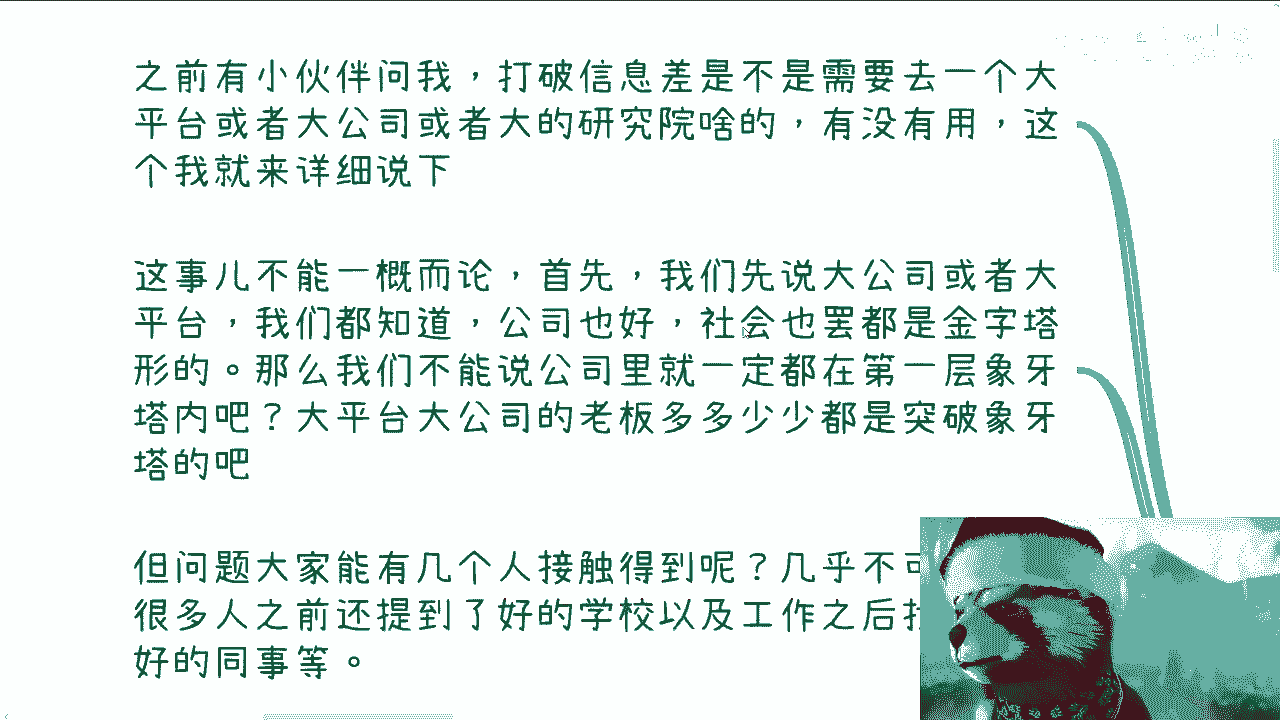 之前有小伙伴问我，打破信息差是不是需要去一个大
平台或者大公司或者大的研究院啥的，有没有用，这
个我就来详细说下
这事儿不能一概而论，首先，我们先说大公司或者大
平台，我们都知道，公司也好，社会也罢都是金字塔
形的。那么我们不能说公司里就一定都在第一层象牙
塔内吧？大平台大公司的老板多多少少都是突破象牙
塔的吧
但问题大家能有几个人接触得到呢？几乎不可
很多人之前还提到了好的学校以及工作之后
好的同事等。